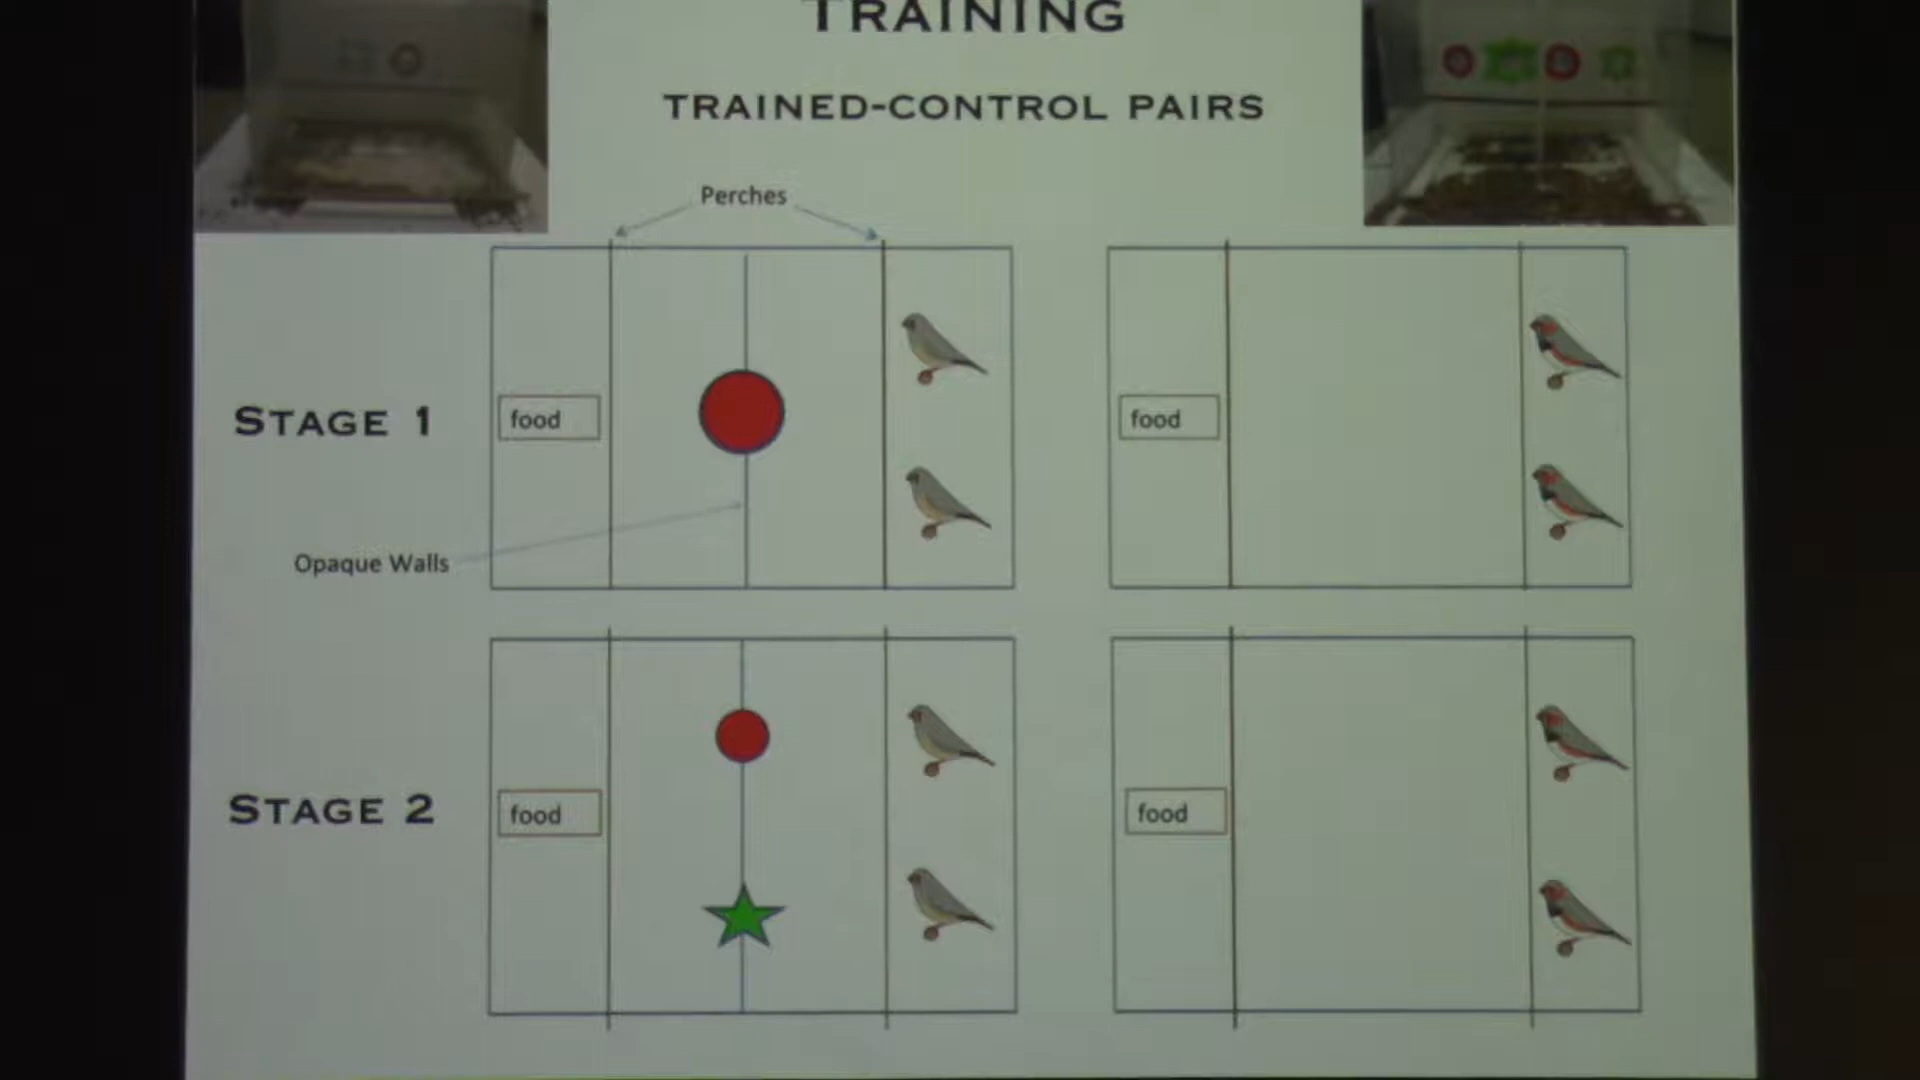 TRAINING
TRAINED-CONTROL PAIRS
Perches
STAGE 1
food
food
Opaque Walls
STAGE 2
food
food